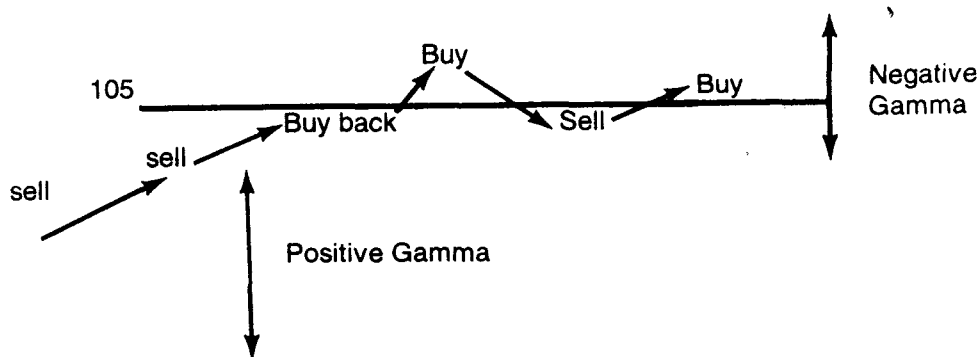 Buy
105
Buy
Negative
Gamma
Buy back
Sell
sell
sell
Positive Gamma